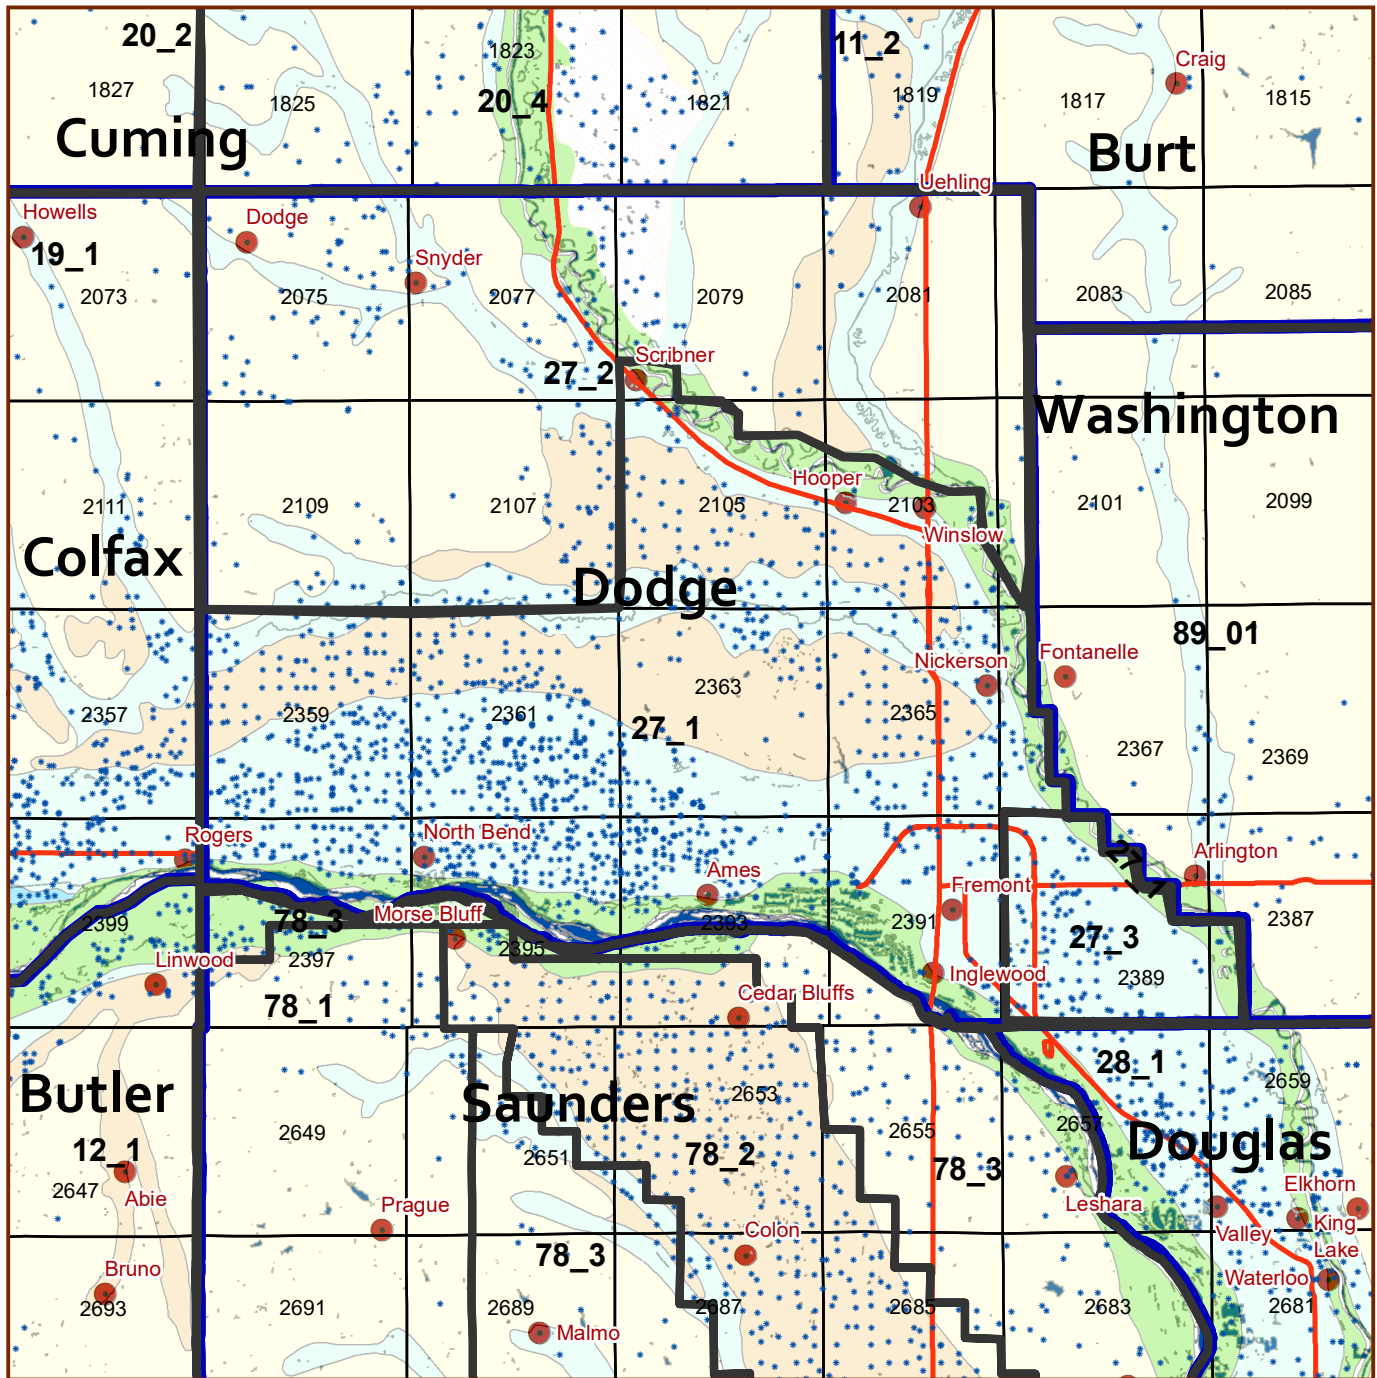 20_2
11_2
1823
Craig
1827
1825
20_4
1821
1819
1817
1815
Cuming
Burt
Uehling
Howells
Dodge
19_1
Snyder
2073
2075
2077
2079
2081
2083
2085
Scribner
27_2
Washington
Hooper
2111
2109
2107
2105
2103
2101
2099
Winslow
Colfax
Dodge
89_01
Nickerson
Fontanelle
2357
2359
2361
2363
27_1
2365
2367
2369
Rogers
North Bend
Arlington
27_1
Ames
Fremont
2399
78_3
Morse Bluff
2393
2391
2387
27_3
Linwood
2397
2395
Inglewood
2389
78_1
Cedar Bluffs
28_1
Butler
Saunders
2653
2659
2649
2655
2657
Douglas
12_1
2651
78_2
78_3
2647
Abie
Prague
Leshara
Elkhorn
Colon
Valley
King
Lake
78_3
Bruno
Waterloo
2693
2691
2689
2687
2685
2683
2681
Malmo